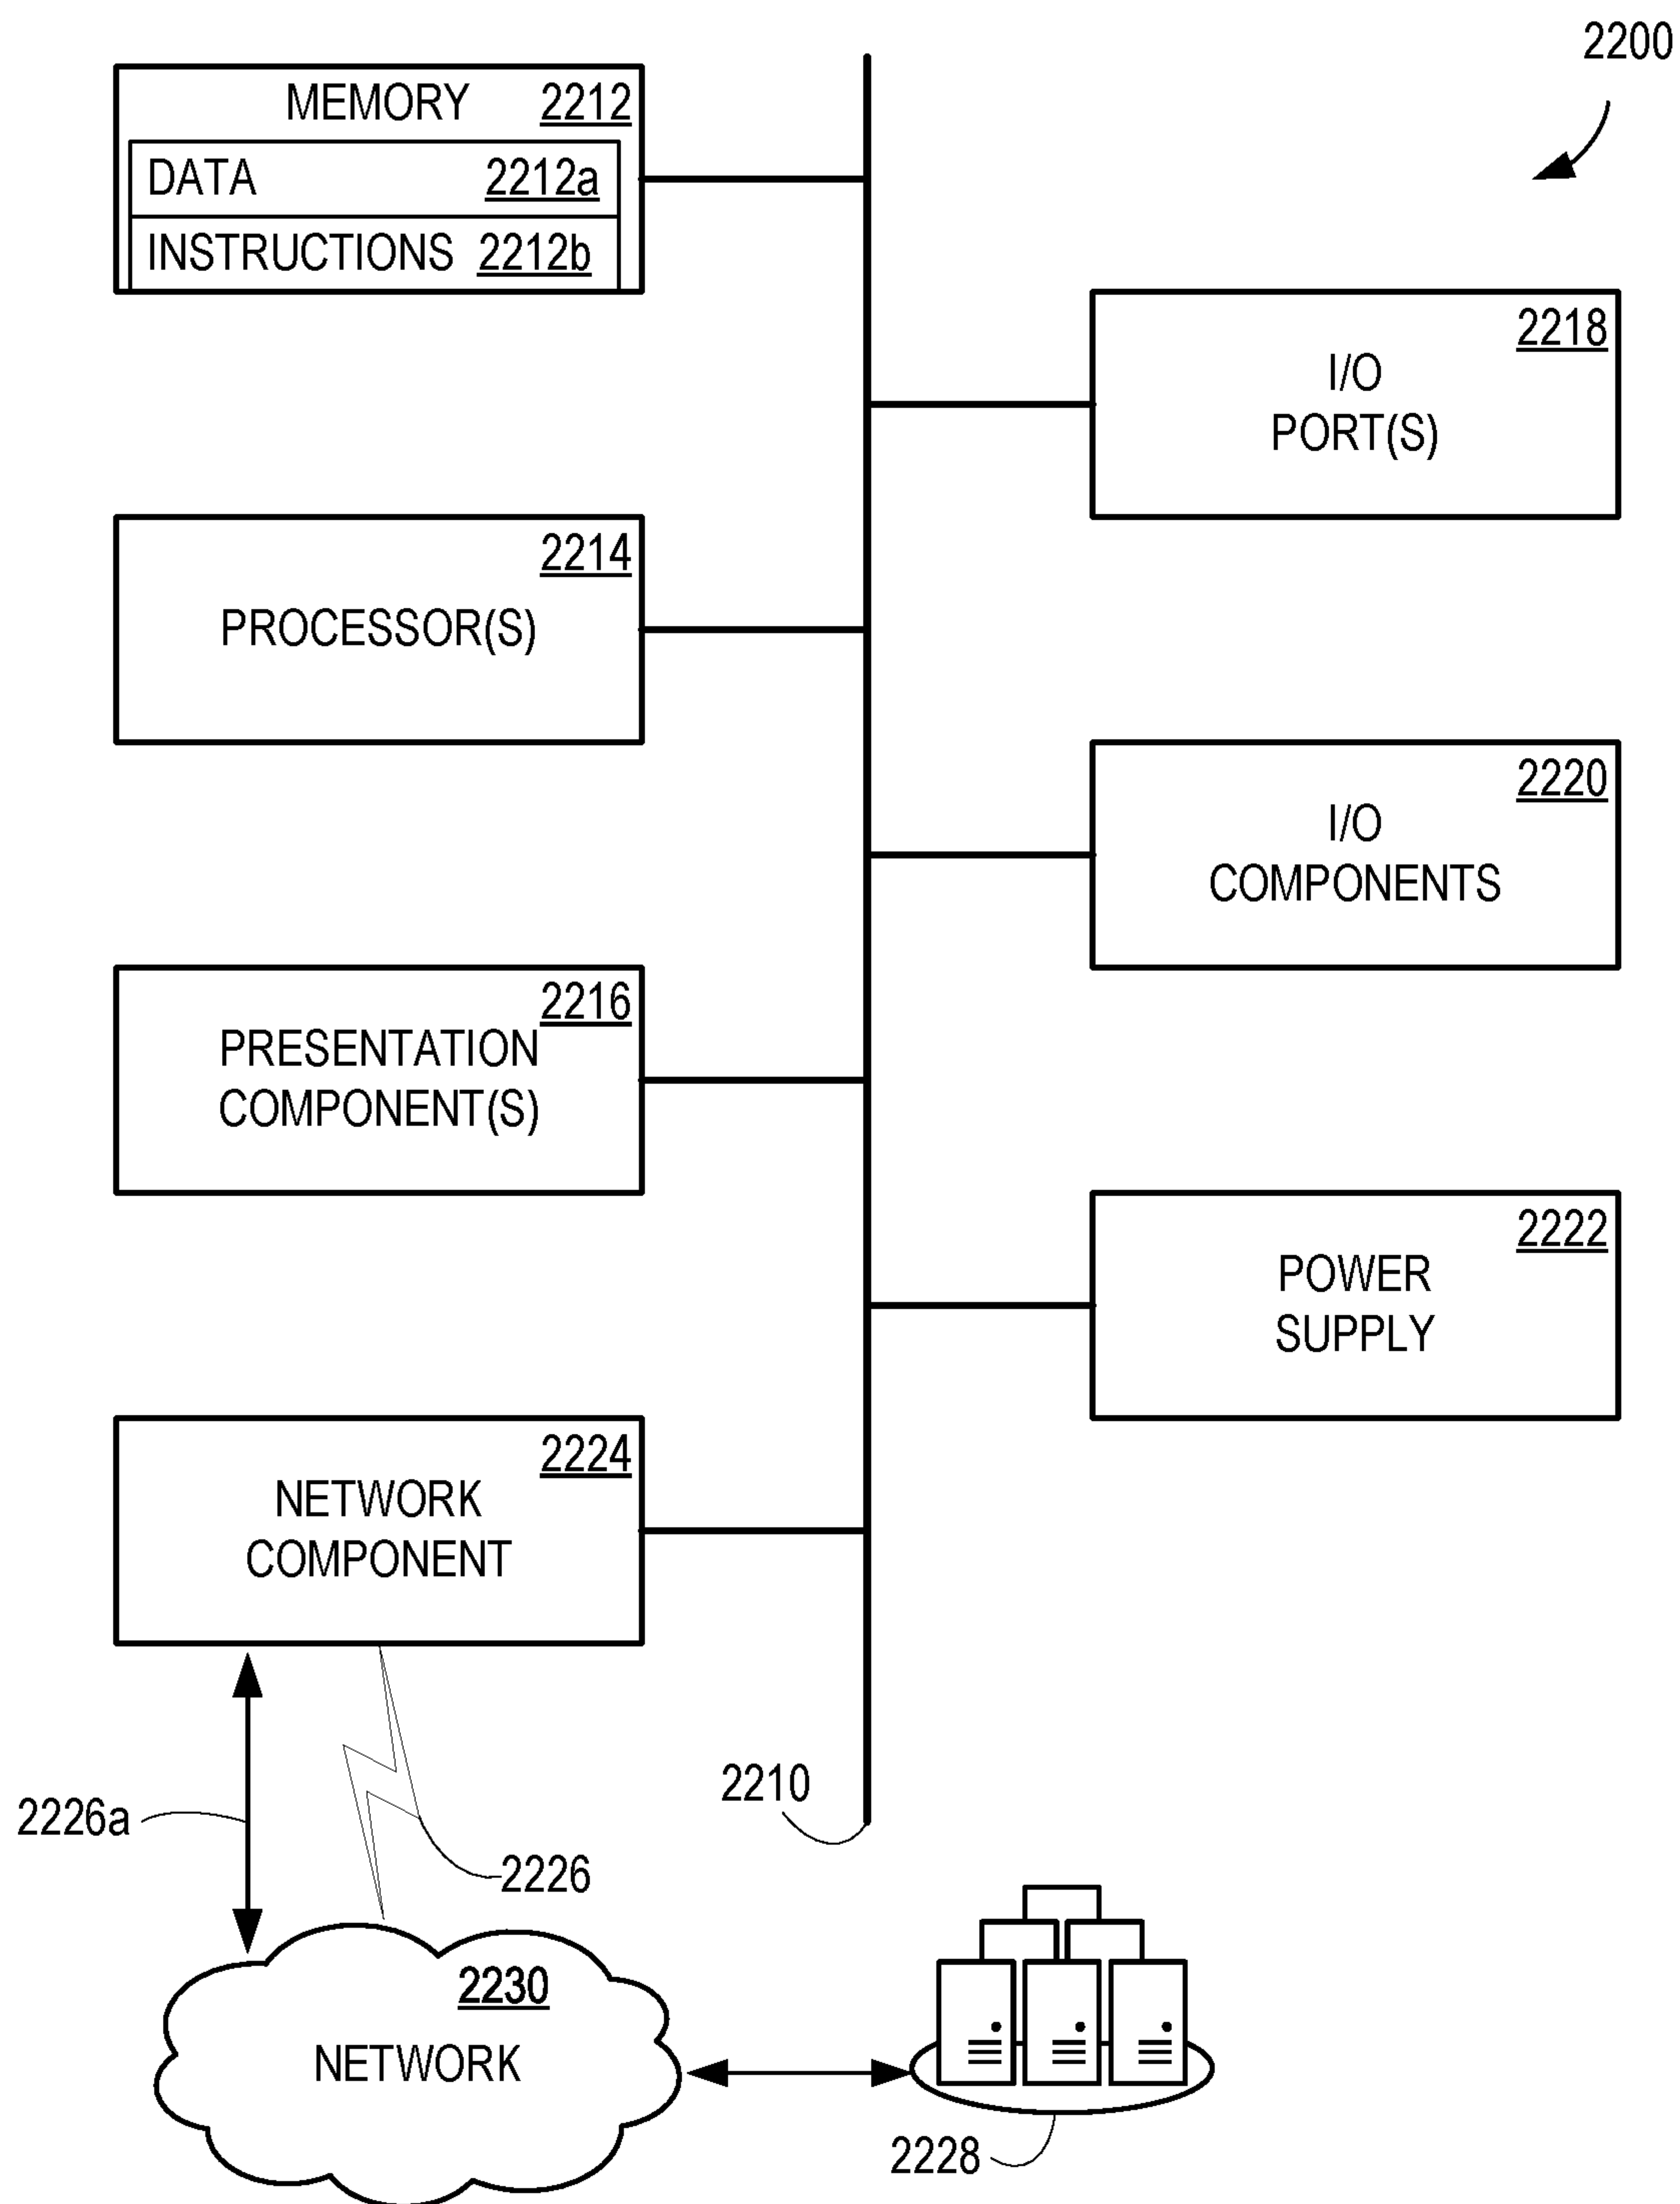 2200
MEMORY 2212
DATA 2212a
INSTRUCTIONS 2212b
2218
I/O
PORT(S)
2214
PROCESSOR(S)
2220
I/O
COMPONENTS
2216
PRESENTATION
COMPONENT(S)
2222
POWER
SUPPLY
2224
NETWORK
COMPONENT
2210
2226a
2226
2230
NETWORK
2228